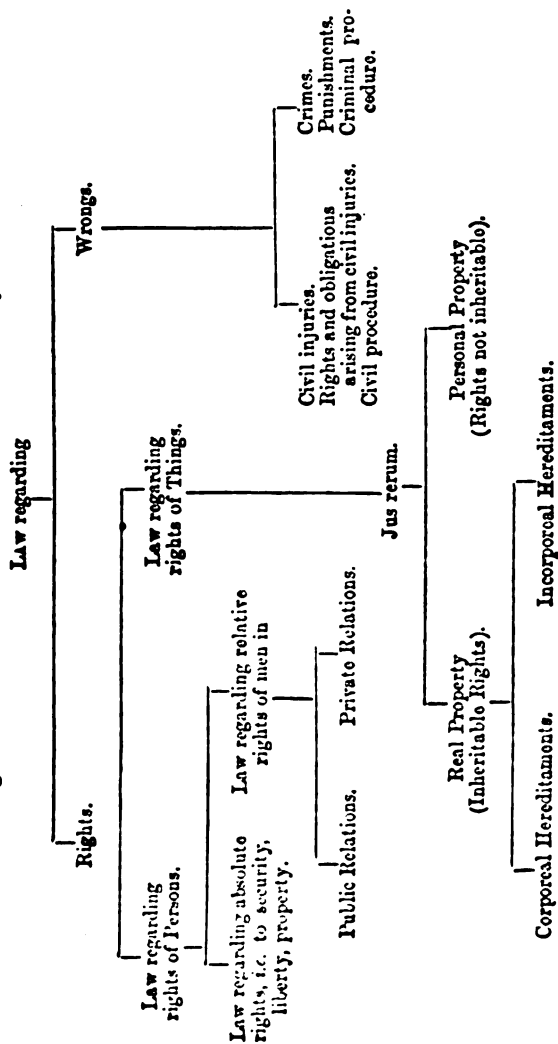 Law regarding
Rights.
Wrongs.
Law regarding
rights of Persons.
Law regarding
rights of Things.
Law regarding absolute
rights, i.e. to security,
liberty, property.
Law regarding relative
rights of men in
Public Relations.
Private Relations.
Civil injuries.
Rights and obligations
arising from civil injuries.
Civil procedure.
Crimes.
Punishments.
Criminal pro-
cedure.
Jus rerum.
Real Property
(Inheritable Rights).
Personal Property
(Rights not inheritable).
Corporeal Hereditaments.
Incorporeal Hereditaments.